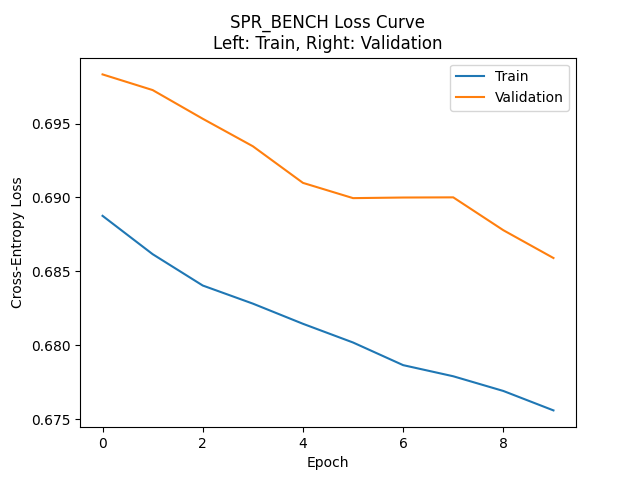 SPR_BENCH Loss Curve
Left: Train, Right: Validation
Train
Validation
0.695
0.690
0.685
0.680
0.675
Cross-Entropy Loss
0 2 4 6 8
Epoch